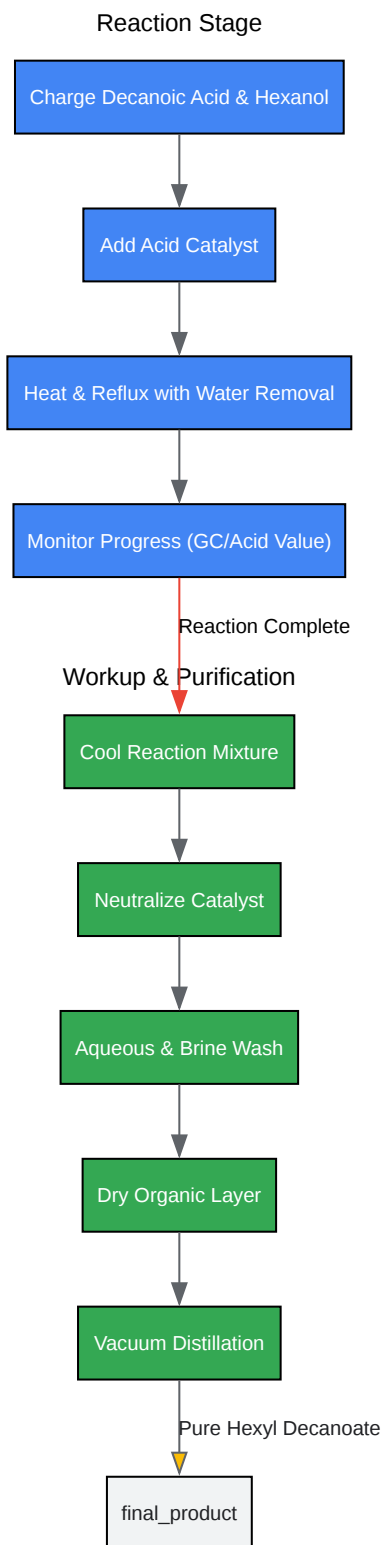 Reaction Stage
Charge Decanoic Acid & Hexanol
Add Acid Catalyst
Heat & Reflux with Water Removal
Monitor Progress (GC/Acid Value)
Reaction Complete
Workup & Purification
Cool Reaction Mixture
Neutralize Catalyst
Aqueous & Brine Wash
Dry Organic Layer
Vacuum Distillation
Pure Hexyl Decanoate
final_product